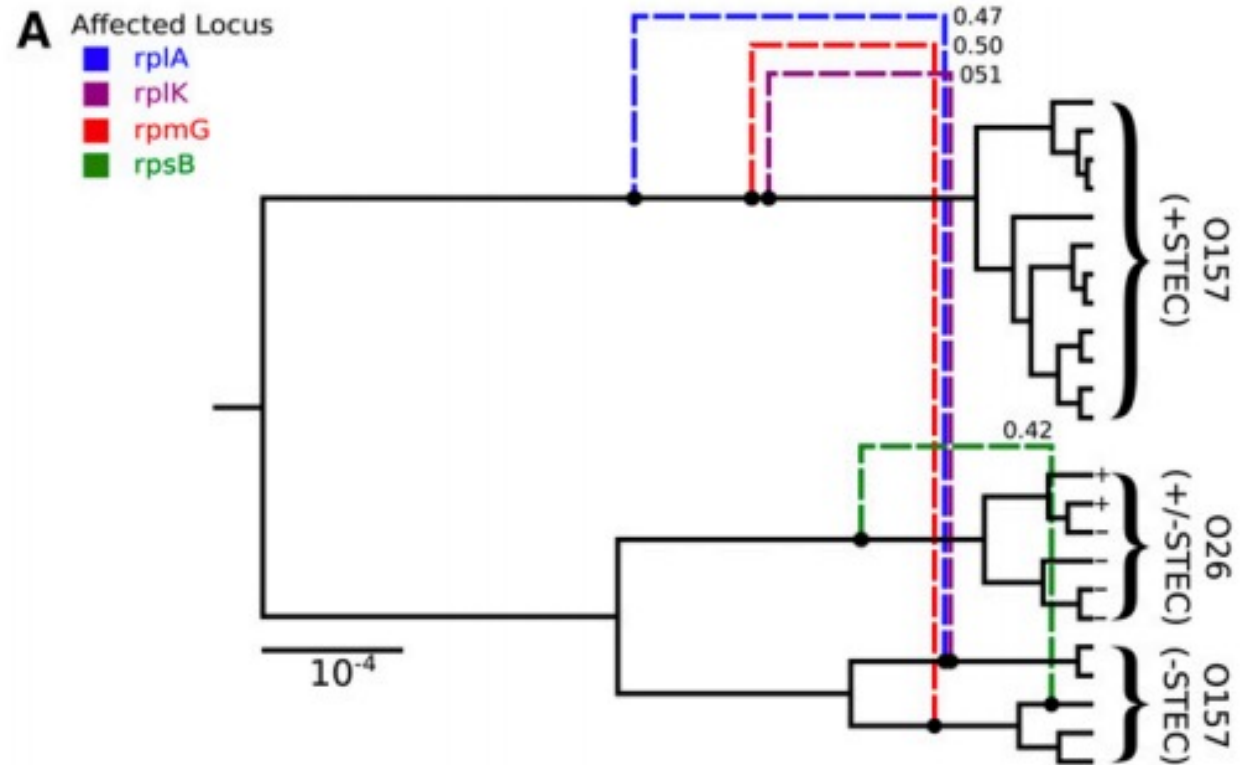 A
Affected Locus
rplA
rplK
rpmG
rpsB
0.47
0.50
051
O157
(+STEC)
0.42
+
+
−
−
−
−
O26
(+/-STEC)
10-4
O157
(-STEC)